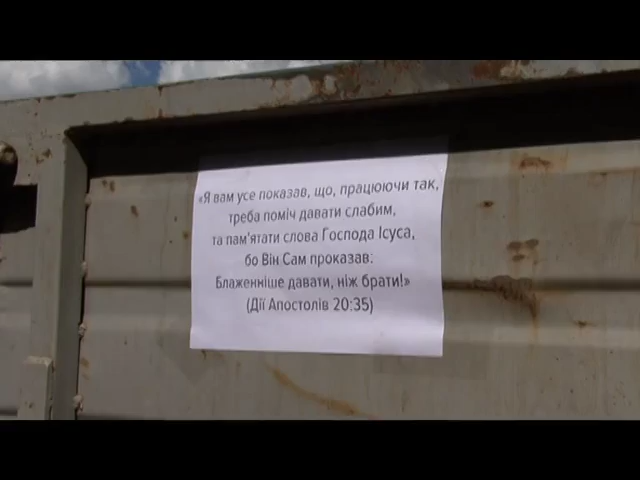 «Я вам усе показав, що, працюючи так,
треба поміч давати слабим,
та пам'ятати слова Господа Ісуса,
бо Він Сам проказав:
Блаженніше давати, ніж брати!»
(Дії Апостолів 20:35)